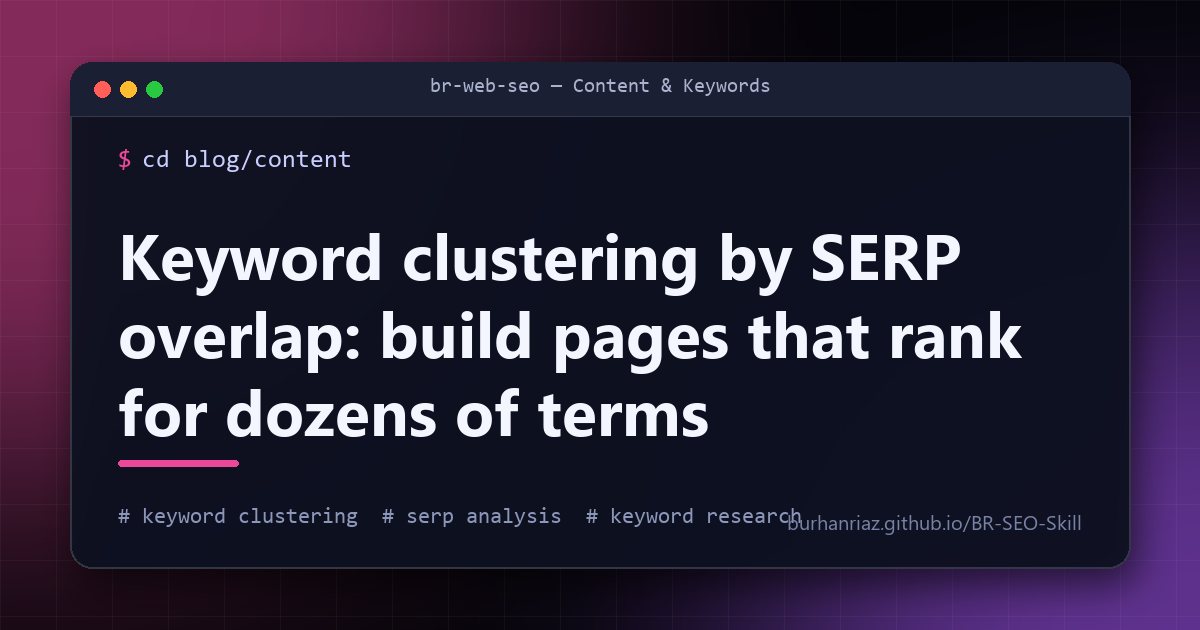 br-web-seo — Content & Keywords
$ cd blog/content
Keyword clustering by SERP
overlap: build pages that rank
for dozens of terms
# keyword clustering  # serp analysis  # keyword research
burhanriaz.github.io/BR-SEO-Skill